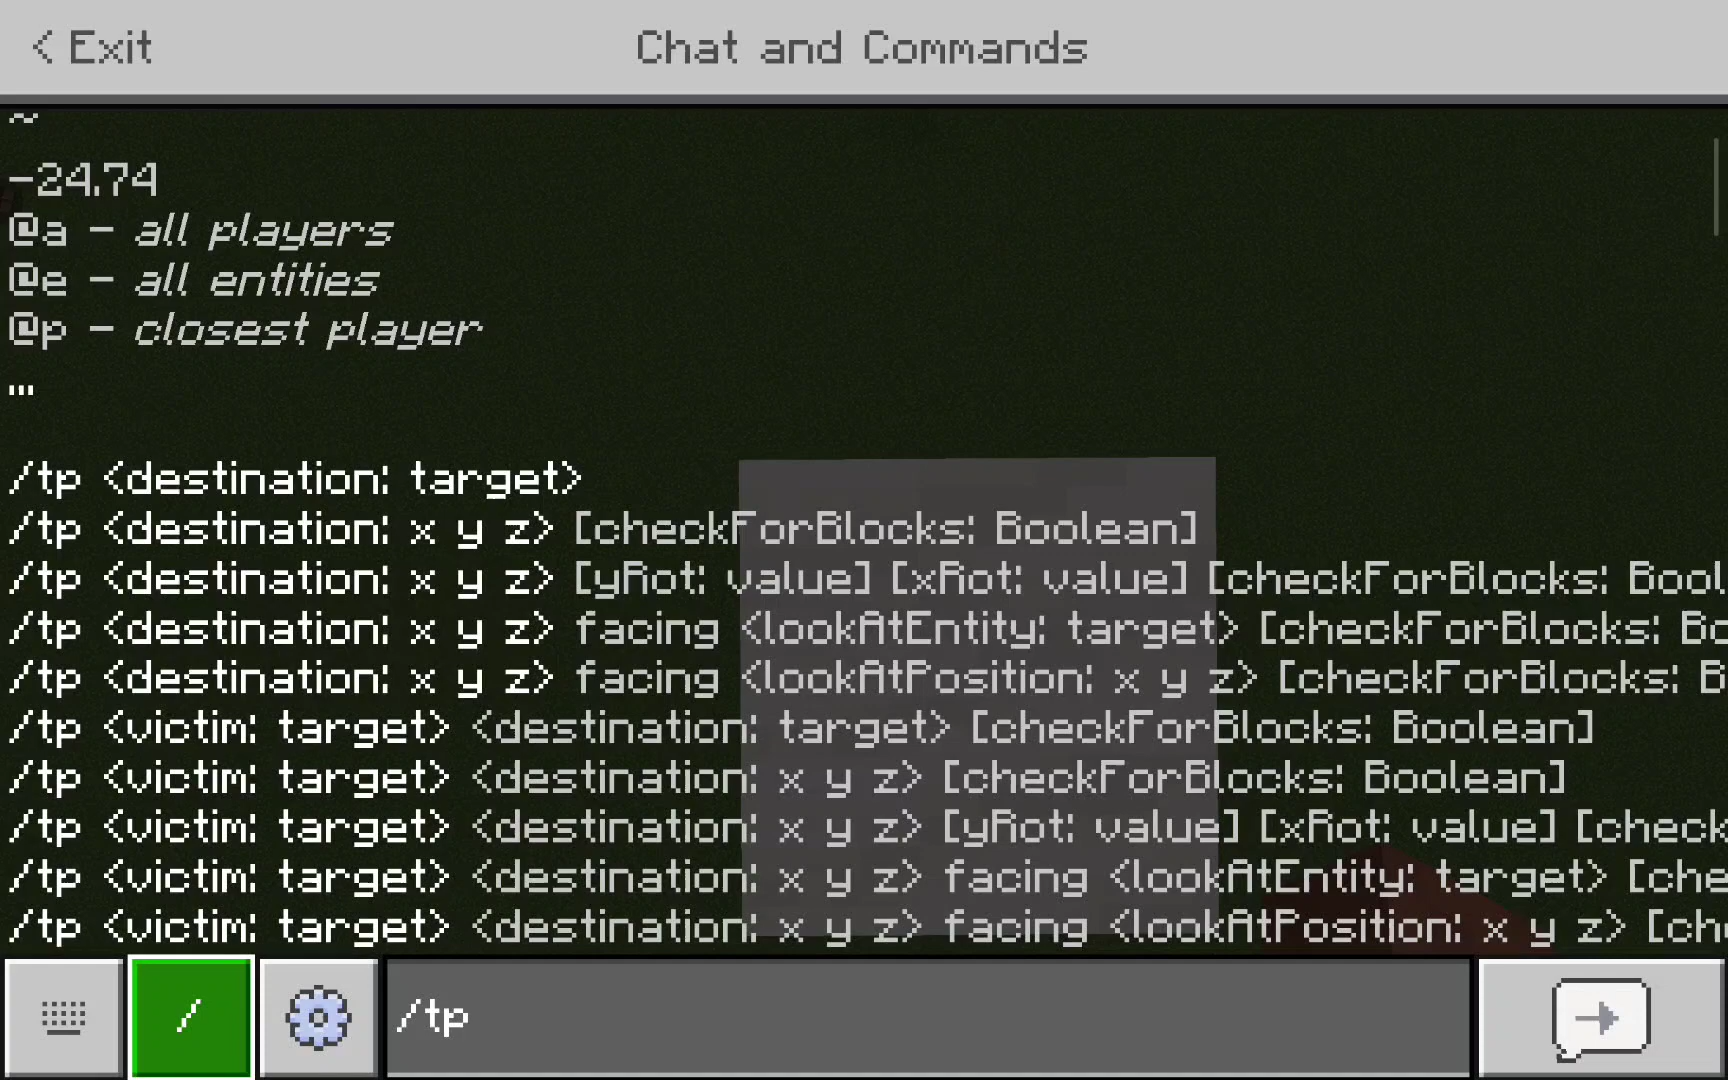 < Exit
Chat and Commands
~
-24.74
@a - all players
@e - all entities
@p - closest player
...
/tp <destination: target>
/tp <destination: x y z> [checkForBlocks: Boolean]
/tp <destination: x y z> [yRot: value] [xRot: value] [checkForBlocks: Bool
/tp <destination: x y z> facing <lookAtEntity: target> [checkForBlocks: Bo
/tp <destination: x y z> facing <lookAtPosition: x y z> [checkForBlocks: B
/tp <victim: target> <destination: target> [checkForBlocks: Boolean]
/tp <victim: target> <destination: x y z> [checkForBlocks: Boolean]
/tp <victim: target> <destination: x y z> [yRot: value] [xRot: value] [check
/tp <victim: target> <destination: x y z> facing <lookAtEntity: target> [che
/tp <victim: target> <destination: x y z> facing <lookAtPosition: x y z> [ch
/ /tp